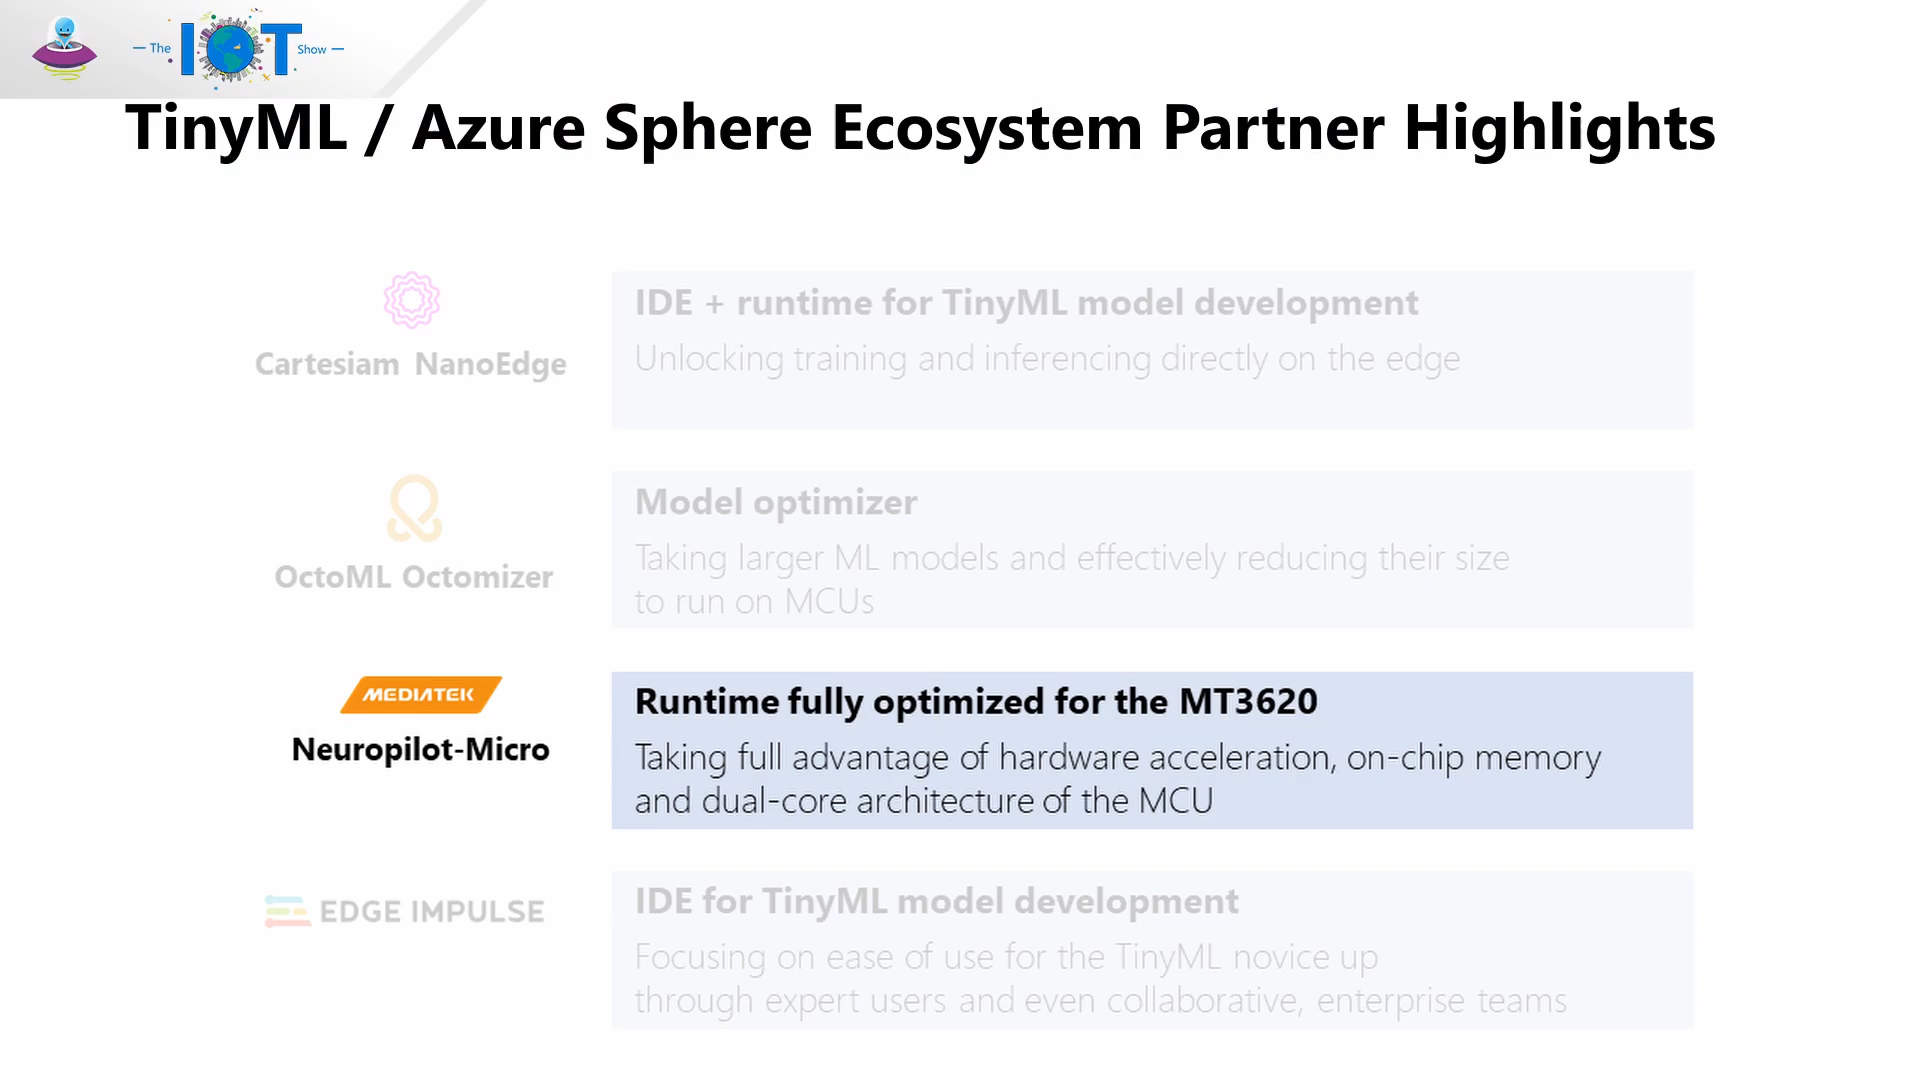 The IOT Show
TinyML / Azure Sphere Ecosystem Partner Highlights
Cartesiam NanoEdge
IDE + runtime for TinyML model development
Unlocking training and inferencing directly on the edge
OctoML Octomizer
Model optimizer
Taking larger ML models and effectively reducing their size
to run on MCUs
MEDIATEK
Neuropilot-Micro
Runtime fully optimized for the MT3620
Taking full advantage of hardware acceleration, on-chip memory
and dual-core architecture of the MCU
EDGE IMPULSE
IDE for TinyML model development
Focusing on ease of use for the TinyML novice up
through expert users and even collaborative, enterprise teams